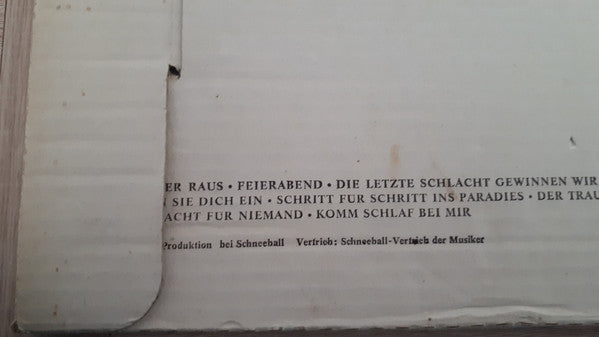 ER RAUS • FEIERABEND • DIE LETZTE SCHLACHT GEWINNEN WIR
N SIE DICH EIN • SCHRITT FÜR SCHRITT INS PARADIES • DER TRAU
ACHT FÜR NIEMAND • KOMM SCHLAF BEI MIR
Produktion bei Schneeball Vertrieb: Schneeball-Vertrieb der Musiker